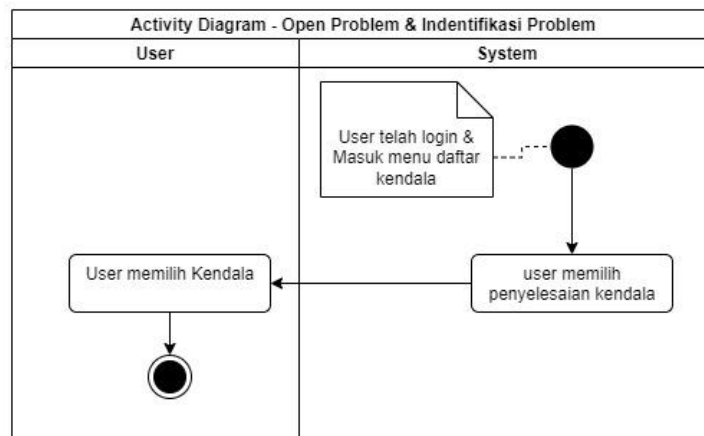 Activity Diagram - Open Problem & Indentifikasi Problem
User
System
User telah login &
Masuk menu daftar
kendala
User memilih Kendala
user memilih
penyelesaian kendala